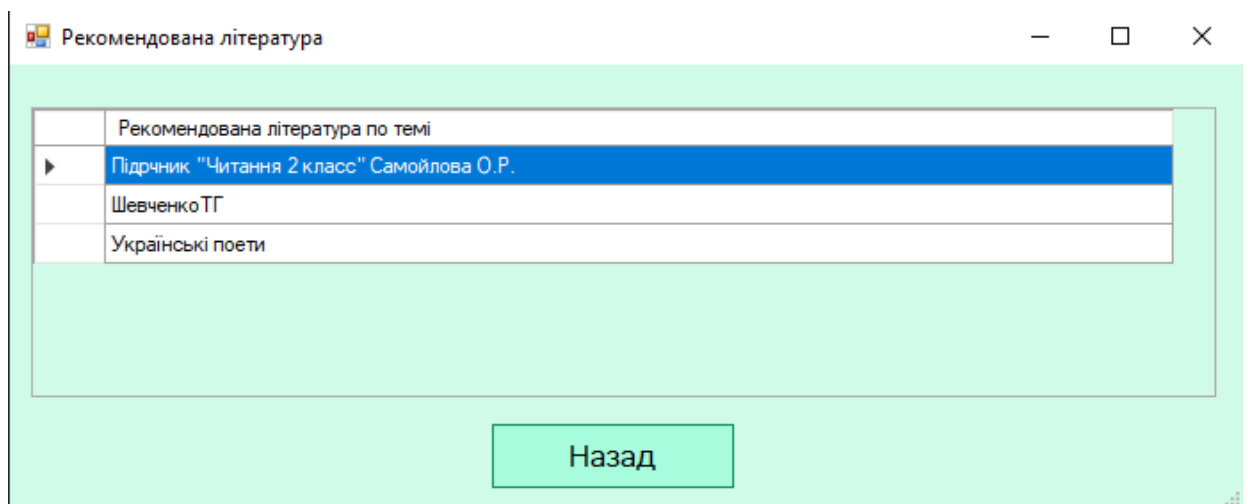 Рекомендована література
Рекомендована література по темі
Підрчник "Читання 2 класс" Самойлова О.Р.
ШевченкоТГ
Українські поети
Назад